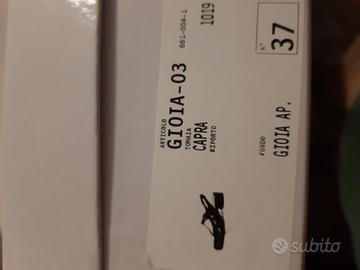 ARTICOLO 661-004-1
GIOIA-03 1019
TOMAIA
CAPRA
RIPORTO
N°
37
FONDO
GIOIA AP.
subito